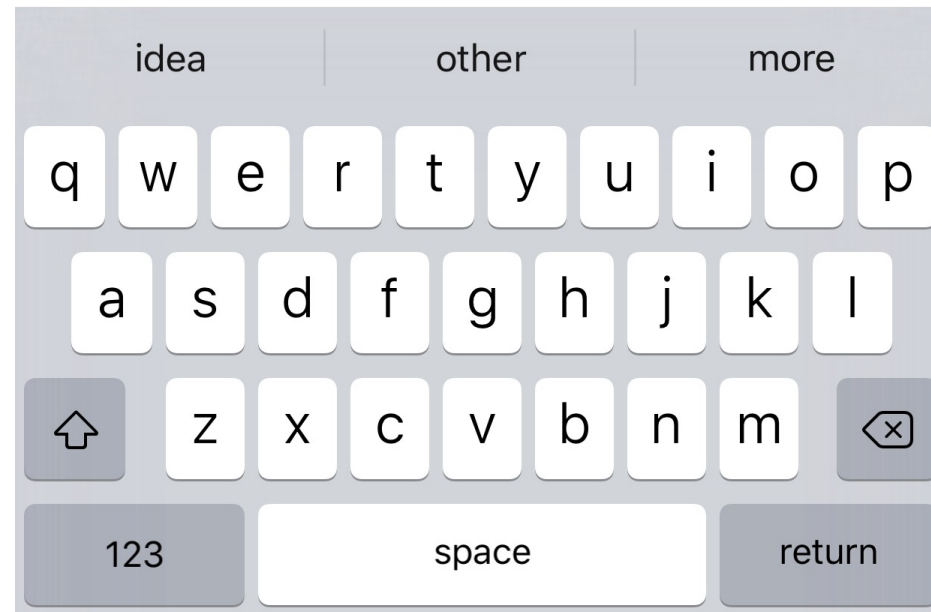 idea other more
q w e r t y u i o p
a s d f g h j k l
z x c v b n m
123 space return